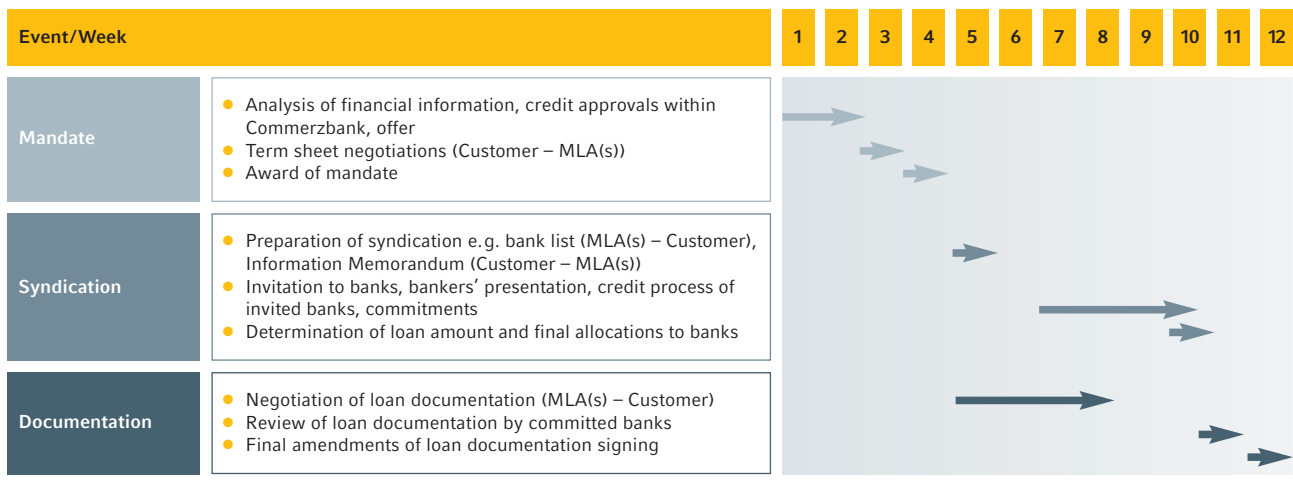 Event/Week 1 2 3 4 5 6 7 8 9 10 11 12
Mandate
● Analysis of financial information, credit approvals within
Commerzbank, offer
● Term sheet negotiations (Customer – MLA(s))
● Award of mandate
Syndication
● Preparation of syndication e.g. bank list (MLA(s) – Customer),
Information Memorandum (Customer – MLA(s))
● Invitation to banks, bankers’ presentation, credit process of
invited banks, commitments
● Determination of loan amount and final allocations to banks
Documentation
● Negotiation of loan documentation (MLA(s) – Customer)
● Review of loan documentation by committed banks
● Final amendments of loan documentation signing